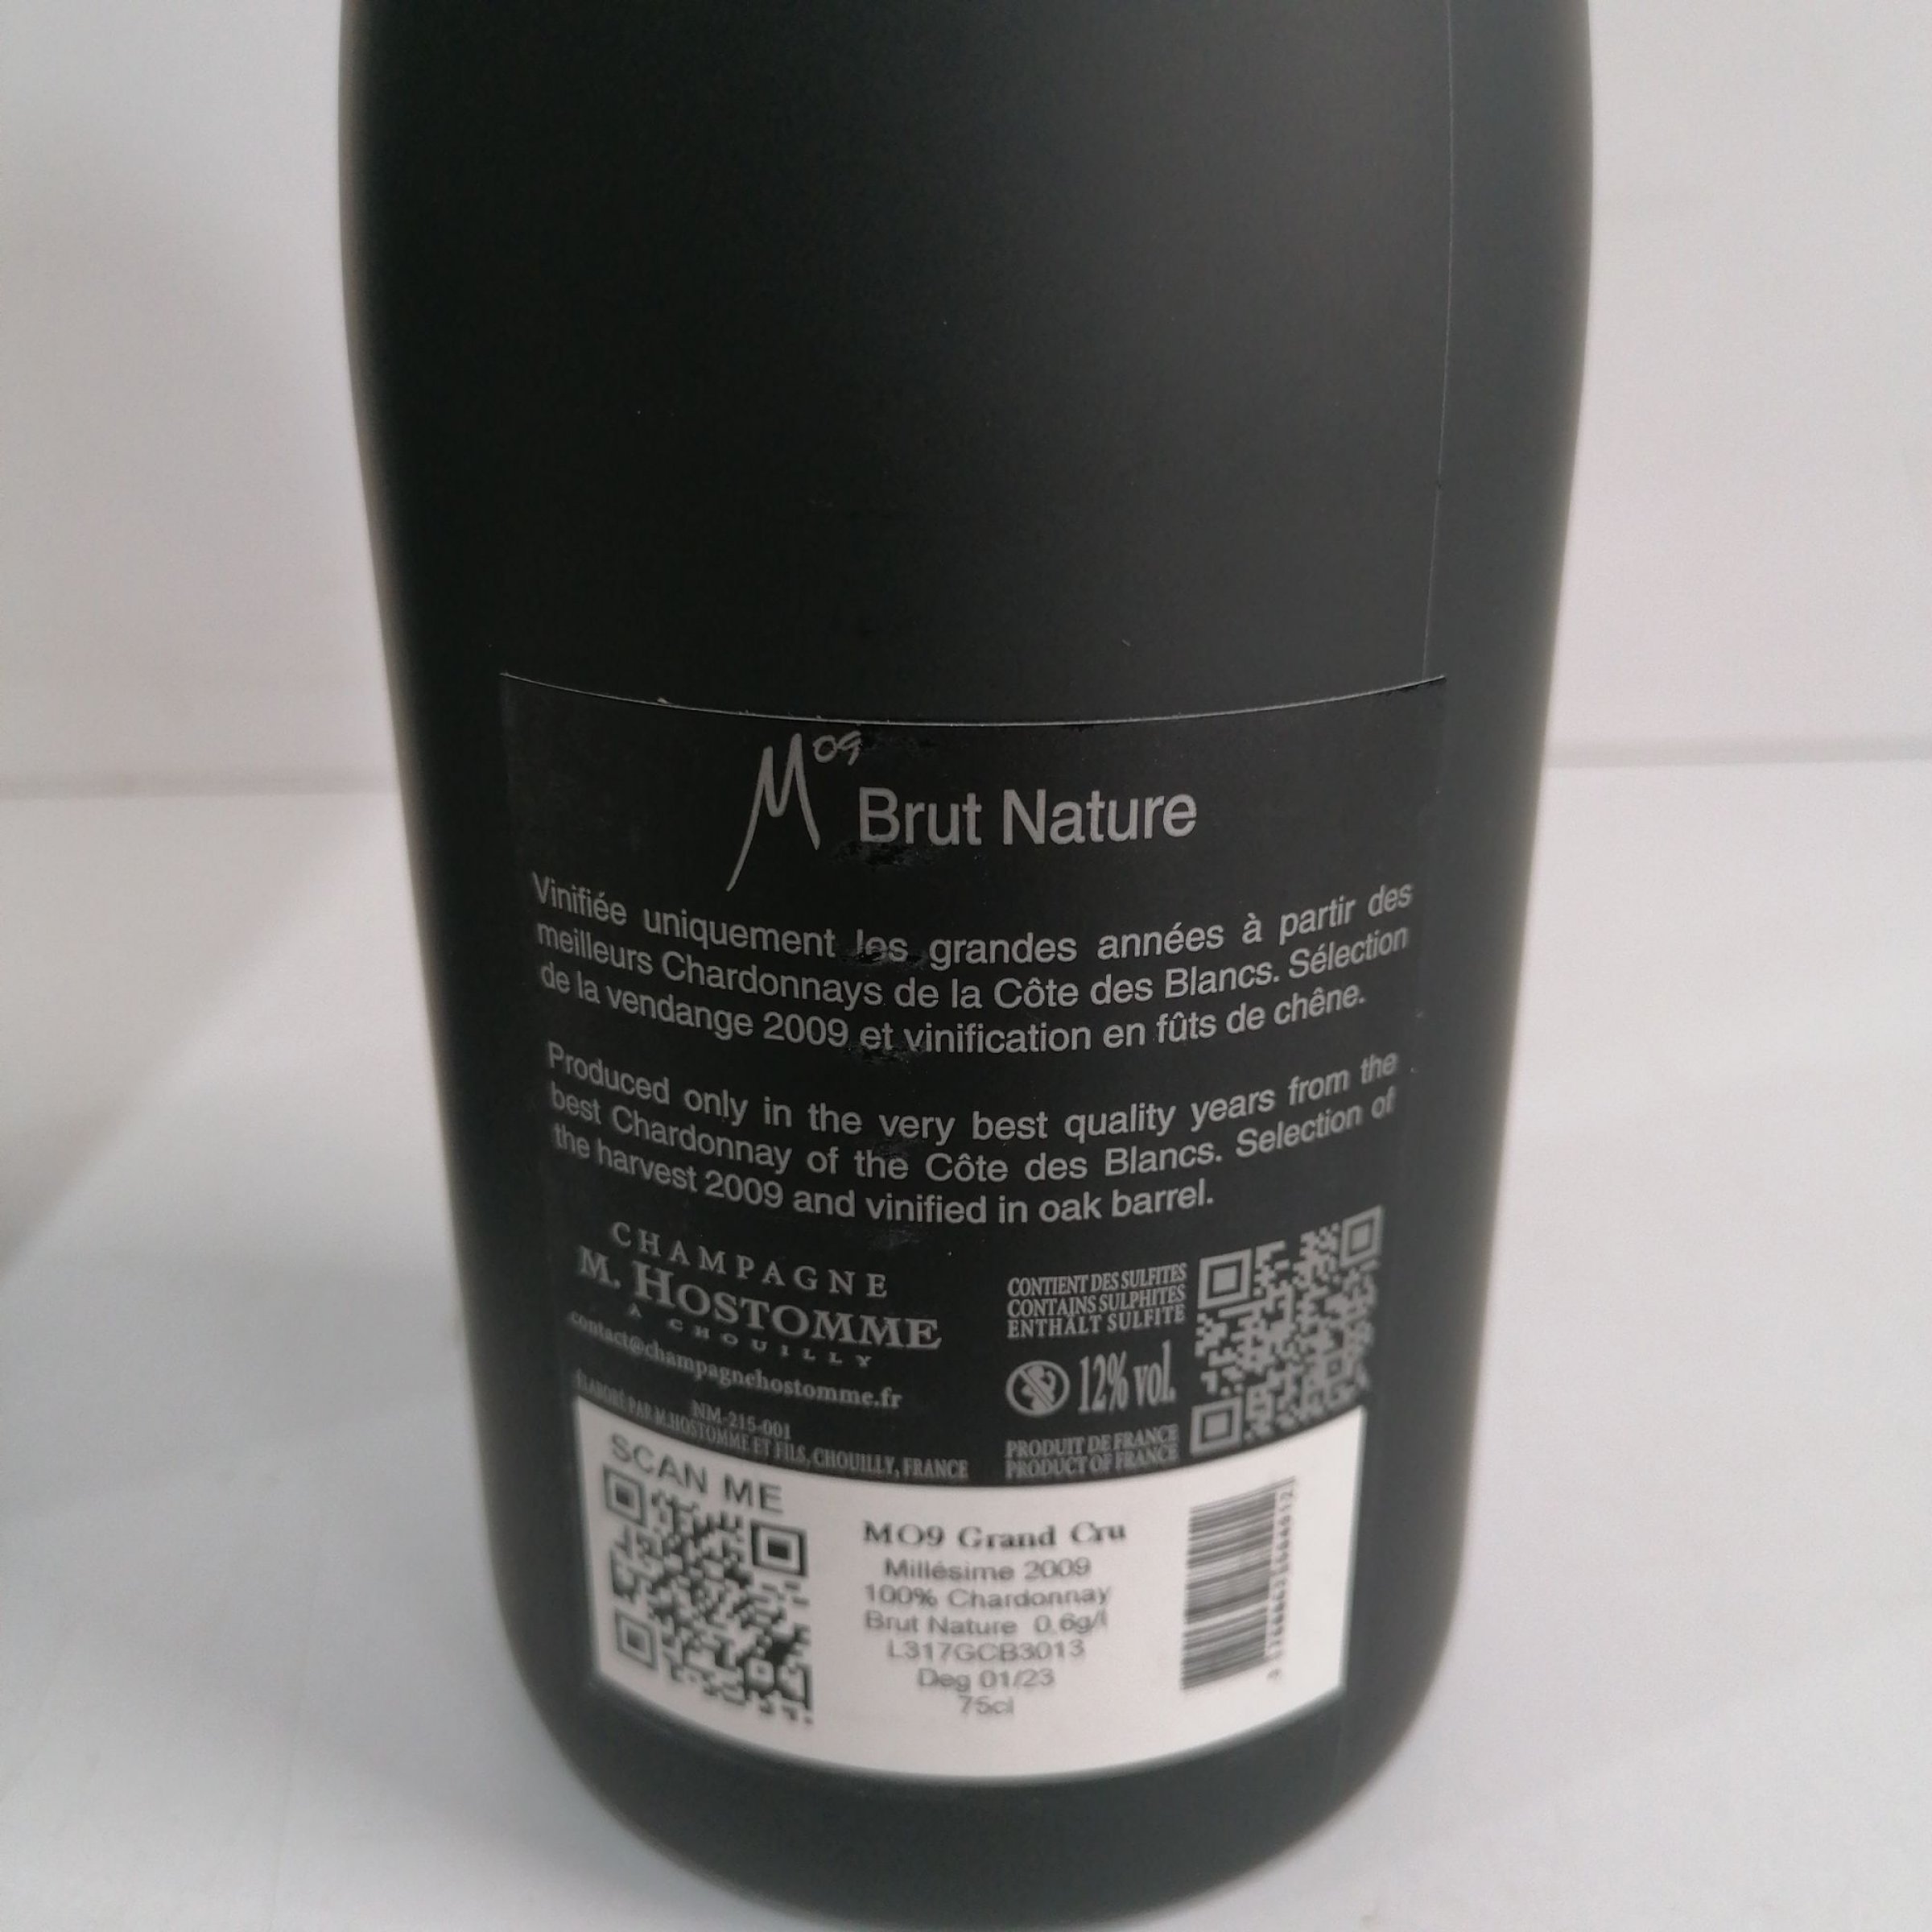 M09 Brut Nature
Vinifiée uniquement les grandes années à partir des
meilleurs Chardonnays de la Côte des Blancs. Sélection
de la vendange 2009 et vinification en fûts de chêne.
Produced only in the very best quality years from the
best Chardonnay of the Côte des Blancs. Selection of
the harvest 2009 and vinified in oak barrel.
CHAMPAGNE
M. HOSTOMME
A CHOUILLY
contact@champagnehostomme.fr
NM-215-001
ÉLABORÉ PAR M.HOSTOMME ET FILS, CHOUILLY, FRANCE
CONTIENT DES SULFITES
CONTAINS SULPHITES
ENTHÄLT SULFITE
12% vol.
PRODUIT DE FRANCE
PRODUCT OF FRANCE
SCAN ME
MO9 Grand Cru
Millésime 2009
100% Chardonnay
Brut Nature 0.6g/l
L317GCB3013
Deg 01/23
75cl